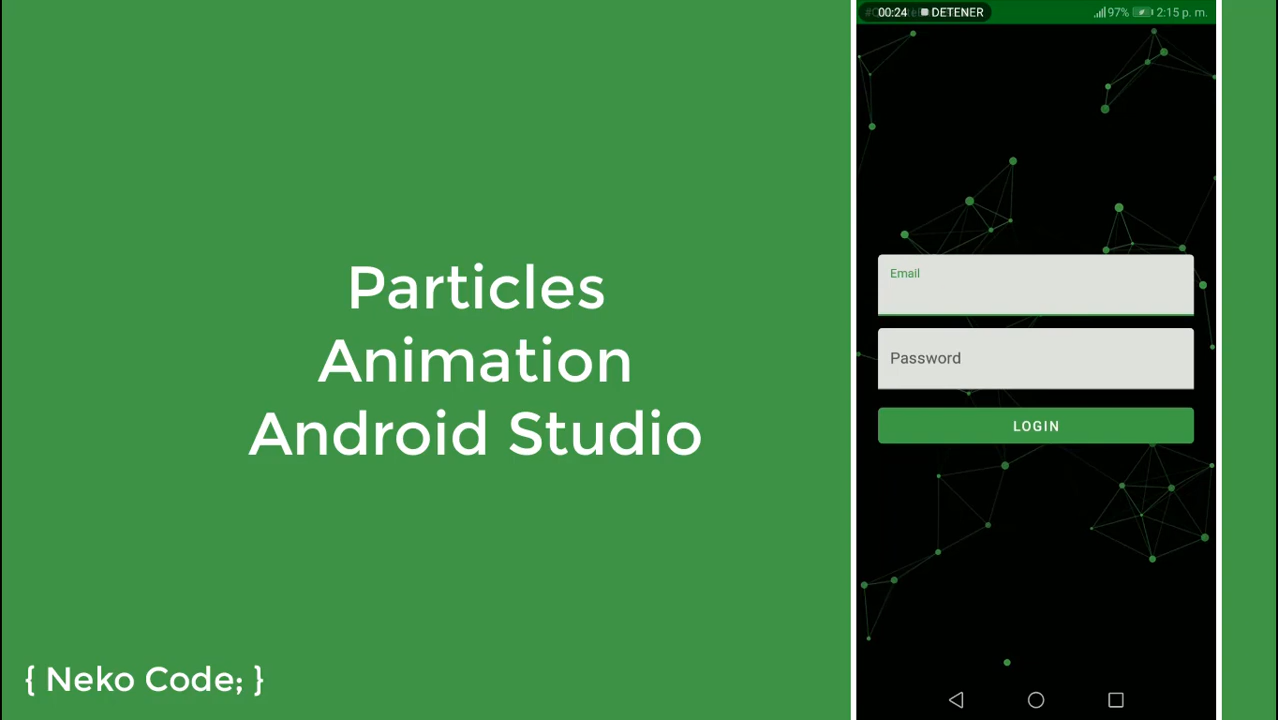 Particles
Animation
Android Studio
{ Neko Code; }
00:24 DETENER
97% 2:15 p. m.
Email
Password
LOGIN